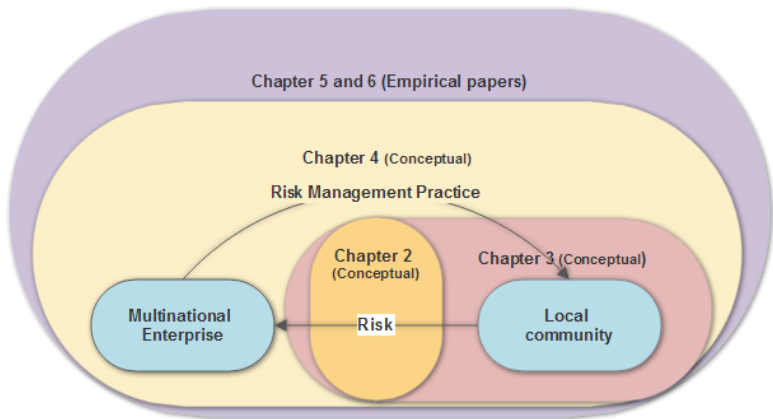 Chapter 5 and 6 (Empirical papers)
Chapter 4 (Conceptual)
Risk Management Practice
Chapter 2
(Conceptual)
Chapter 3 (Conceptual)
Multinational
Enterprise
Risk
Local
community